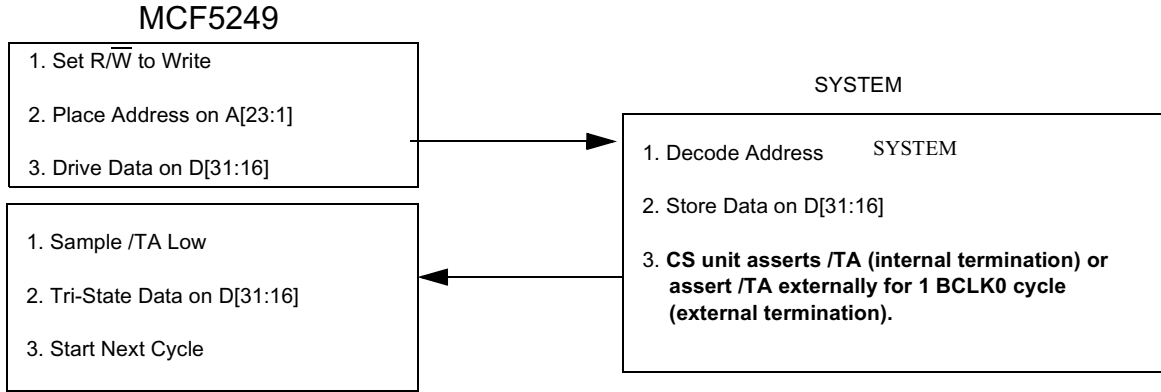 MCF5249
1. Set R/W to Write
2. Place Address on A[23:1]
3. Drive Data on D[31:16]
SYSTEM
1. Decode Address SYSTEM
2. Store Data on D[31:16]
3. CS unit asserts /TA (internal termination) or
assert /TA externally for 1 BCLK0 cycle
(external termination).
1. Sample /TA Low
2. Tri-State Data on D[31:16]
3. Start Next Cycle